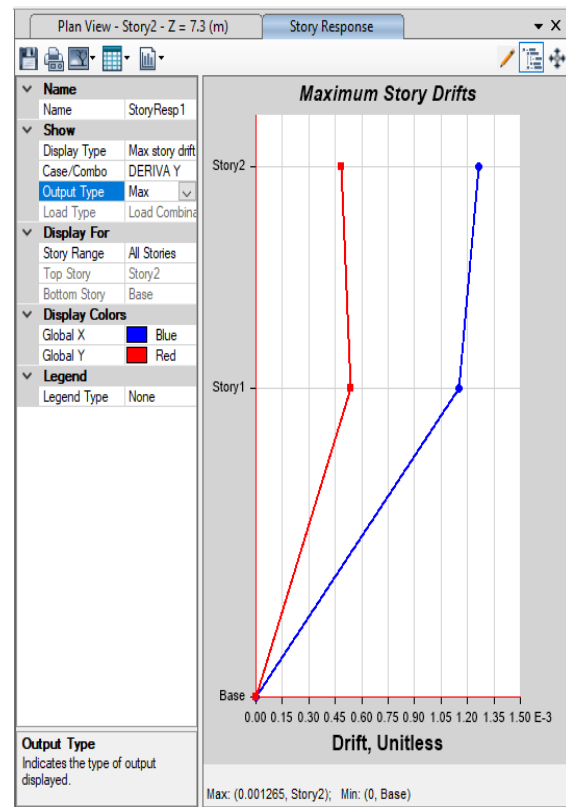 Plan View - Story2 - Z = 7.3 (m)
Story Response
X
Name
Name StoryResp1
Show
Display Type Max story drift
Case/Combo DERIVA Y
Output Type Max
Load Type Load Combina
Display For
Story Range All Stories
Top Story Story2
Bottom Story Base
Display Colors
Global X Blue
Global Y Red
Legend
Legend Type None
Output Type
Indicates the type of output
displayed.
Maximum Story Drifts
Story2
Story1
Base
0.00 0.15 0.30 0.45 0.60 0.75 0.90 1.05 1.20 1.35 1.50 E-3
Drift, Unitless
Max: (0.001265, Story2); Min: (0, Base)